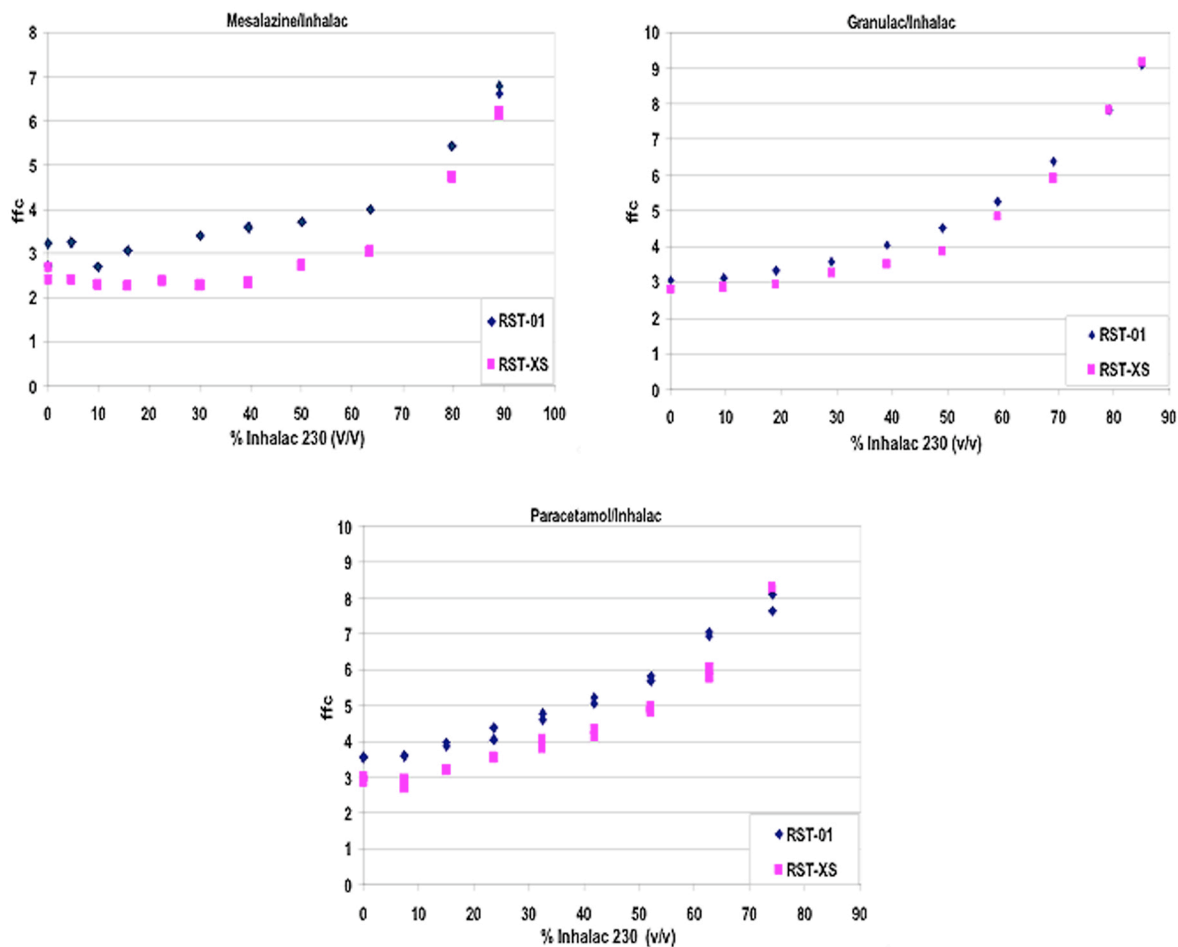 Mesalazine/Inhalac
8
7
6
5
4
3
2
1
0
ffc
0 10 20 30 40 50 60 70 80 90 100
% Inhalac 230 (V/V)
RST-01
RST-XS
Granulac/Inhalac
10
9
8
7
6
5
4
3
2
1
0
ffc
0 10 20 30 40 50 60 70 80 90
% Inhalac 230 (v/v)
RST-01
RST-XS
Paracetamol/Inhalac
10
9
8
7
6
5
4
3
2
1
0
ffc
0 10 20 30 40 50 60 70 80 90
% Inhalac 230 (v/v)
RST-01
RST-XS